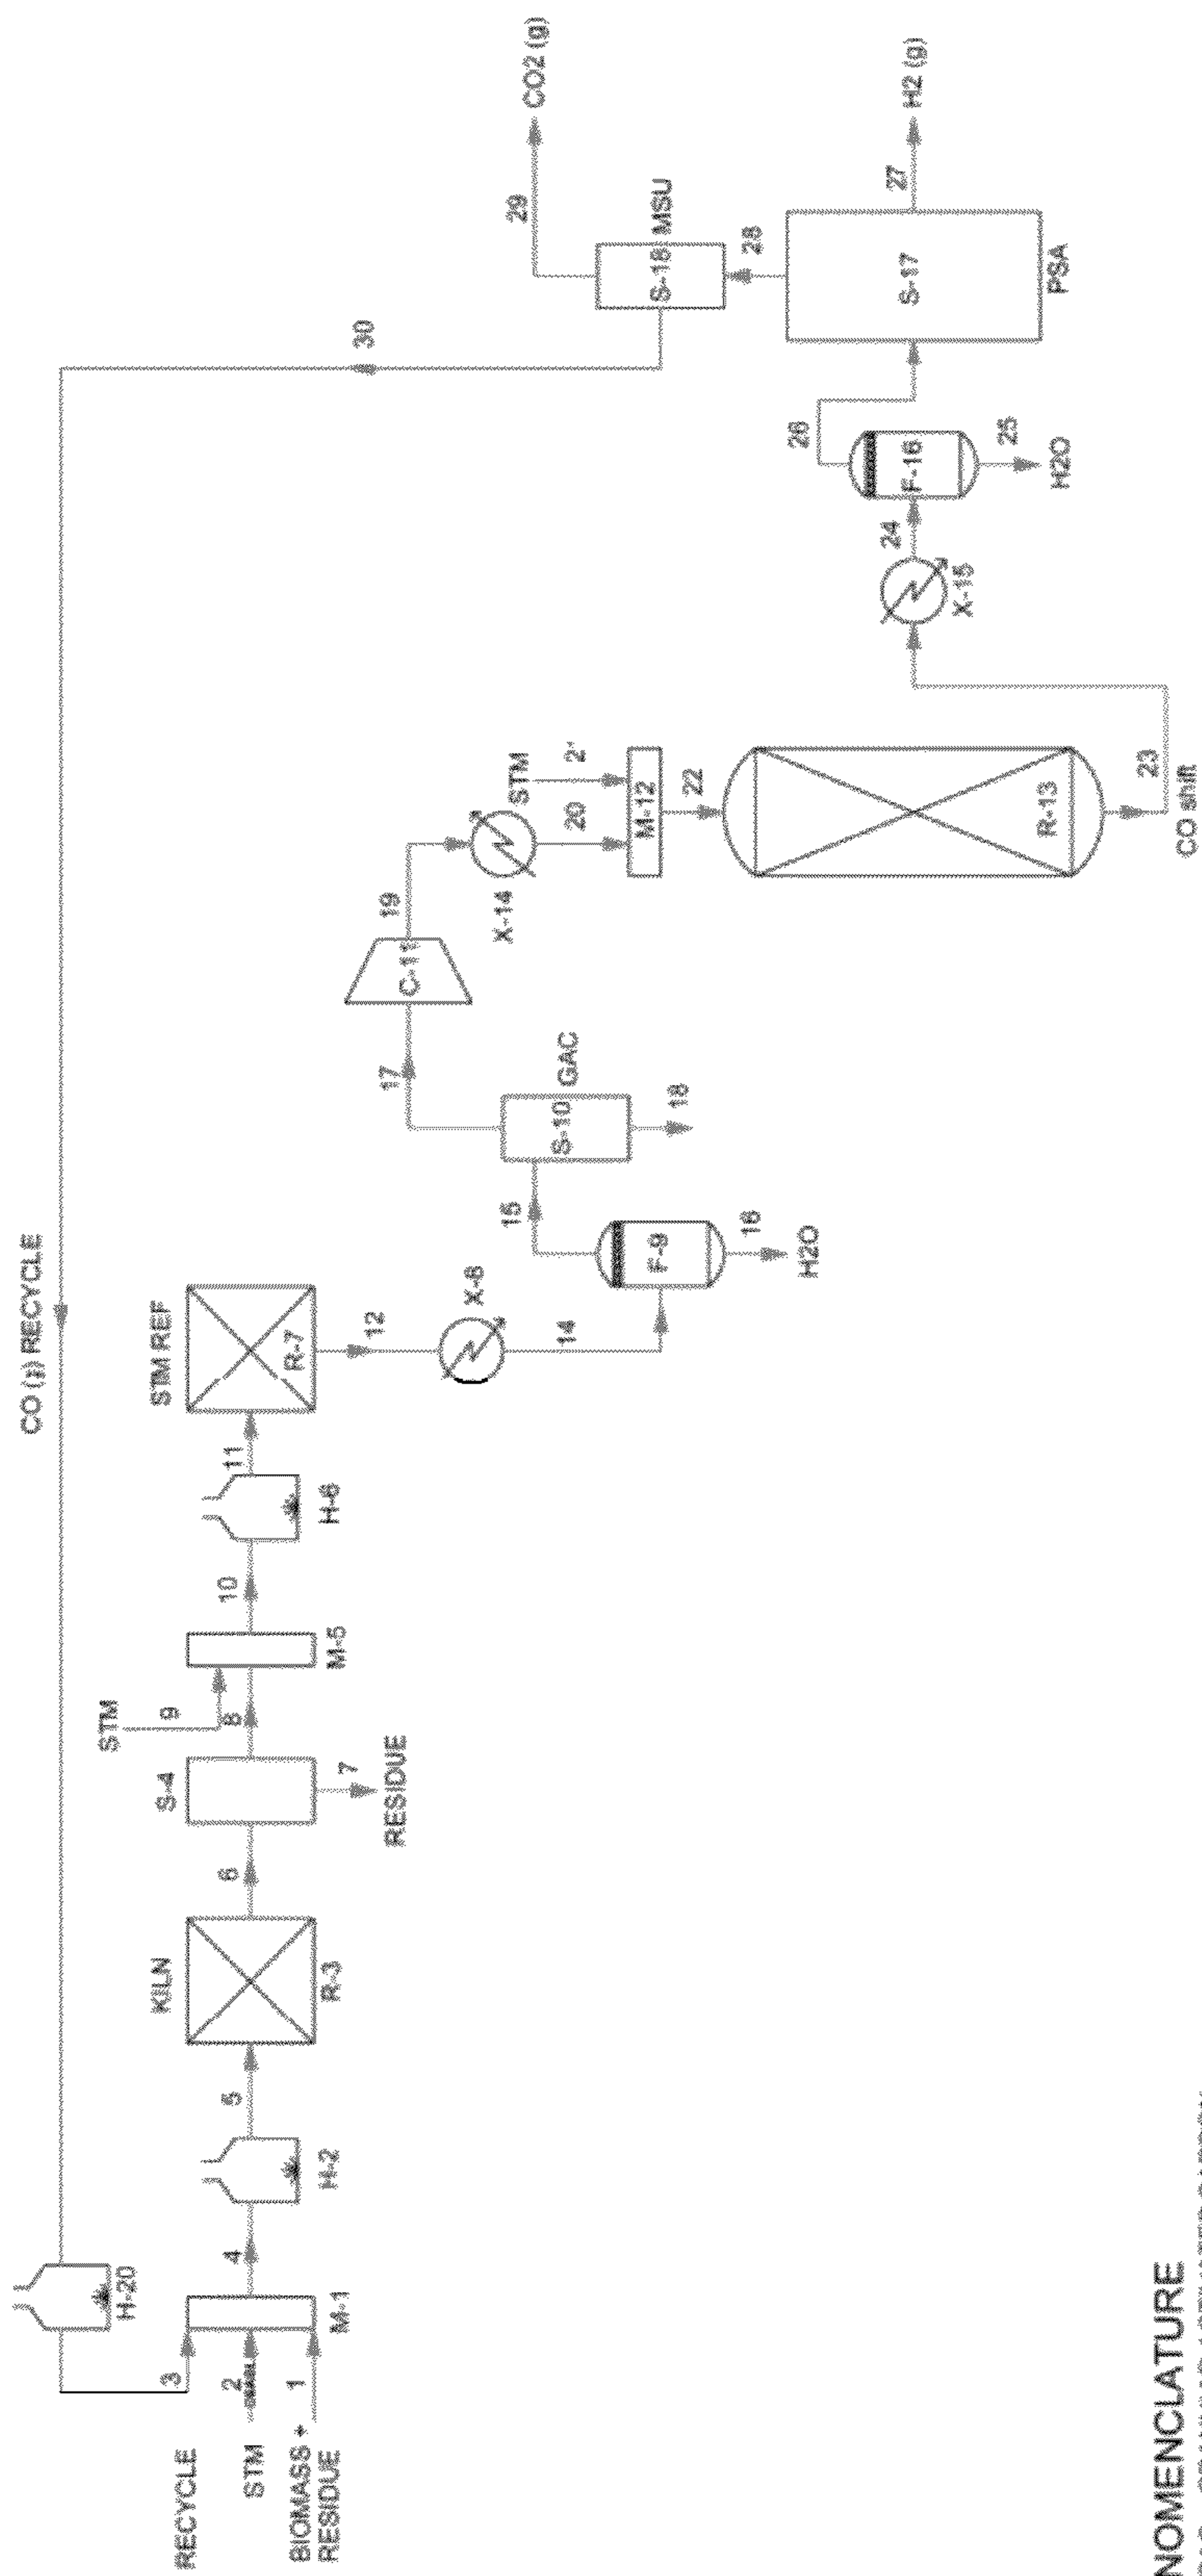 CO (g) RECYCLE
H-20
RECYCLE
3
STM
2
BIOMASS +
RESIDUE
1
M-1
4
H-2
5
KILN
R-3
6
S-4
7
RESIDUE
8
STM
9
M-5
10
H-6
11
STM REF
R-7
12
X-8
14
F-9
16
H2O
15
S-10
GAC
18
17
C-11
19
X-14
20
STM
21
M-12
22
R-13
23
CO shift
X-15
24
F-16
25
H2O
26
S-17
PSA
27
H2 (g)
28
S-18
MSU
29
CO2 (g)
30
NOMENCLATURE